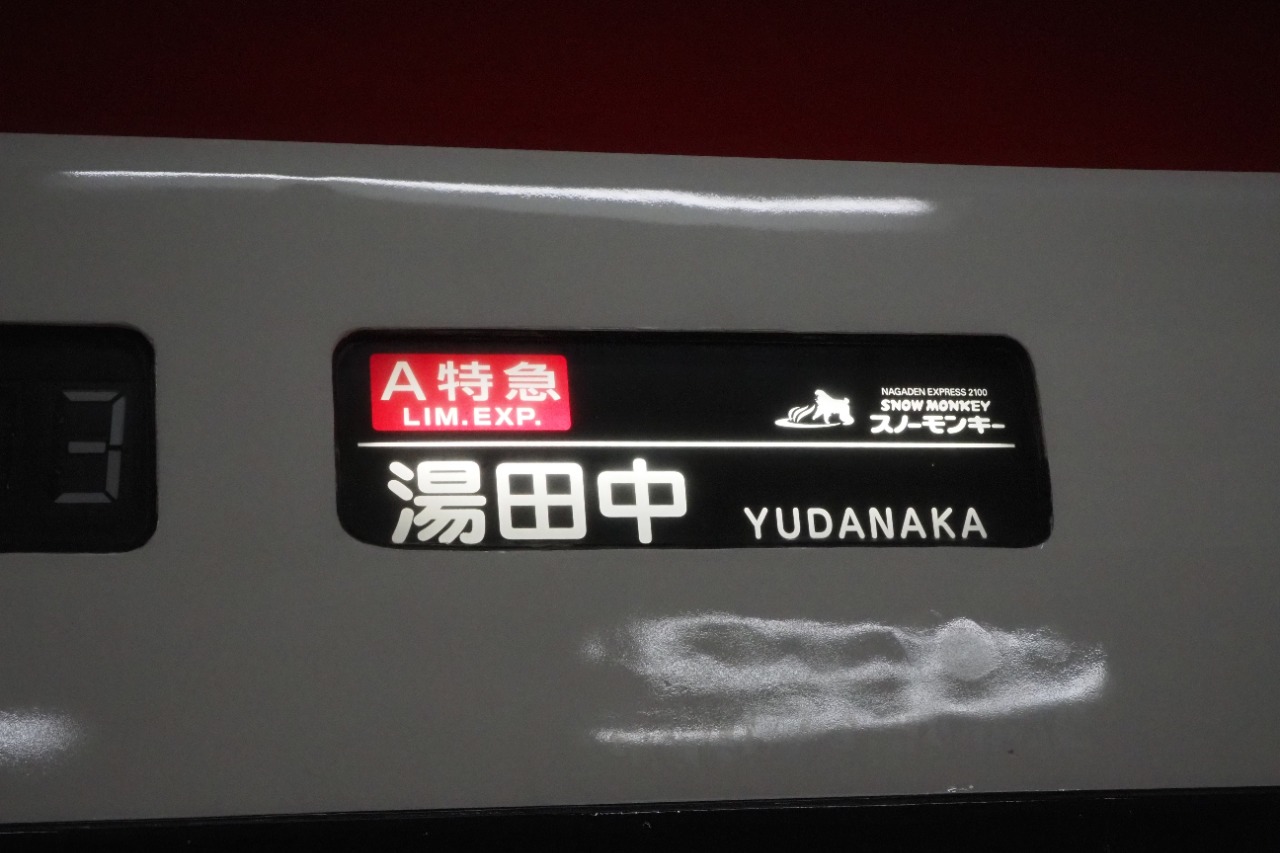 3
A特急
LIM.EXP.
NAGADEN EXPRESS 2100
SNOW MONKEY
スノーモンキー
湯田中
YUDANAKA